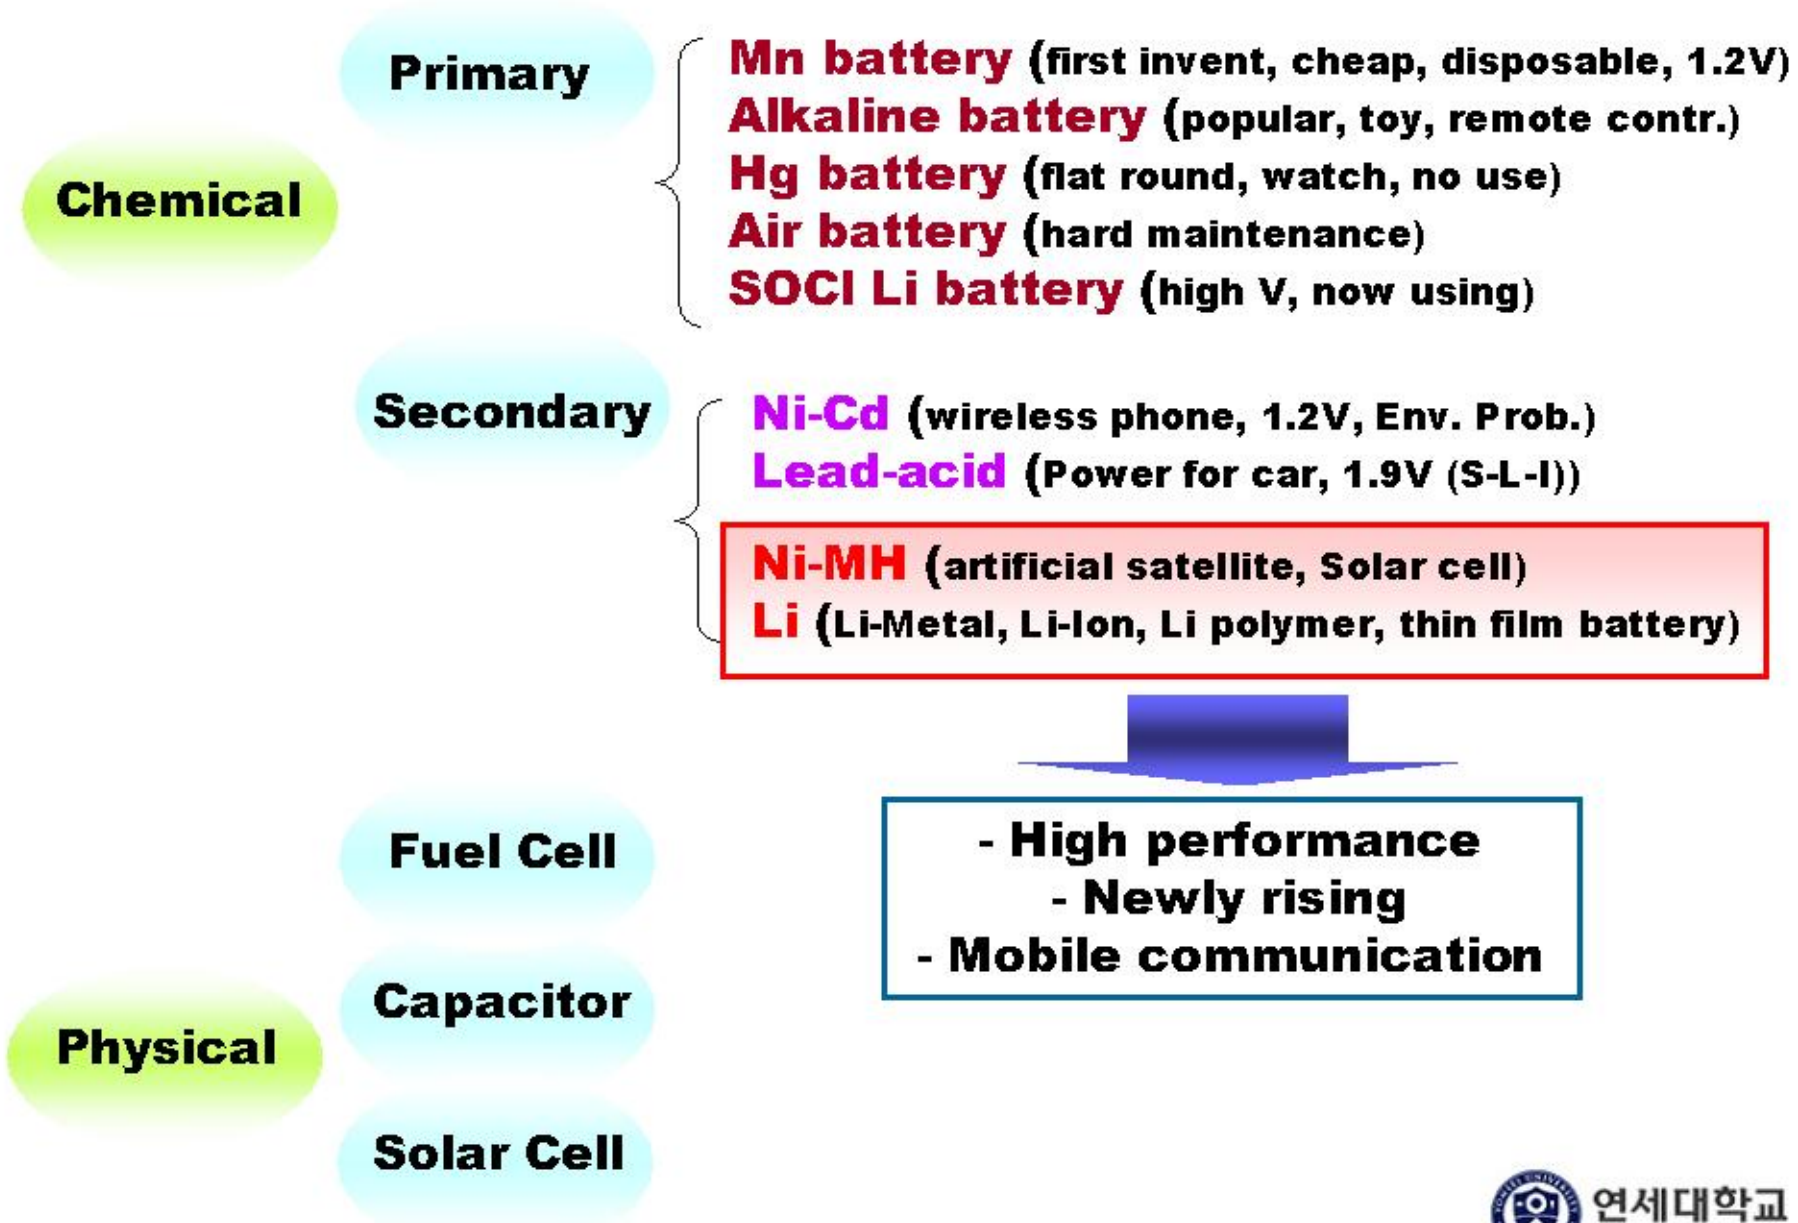 Primary
Mn battery (first invent, cheap, disposable, 1.2V)
Alkaline battery (popular, toy, remote contr.)
Chemical
Hg battery (flat round, watch, no use)
Air battery (hard maintenance)
SOCl Li battery (high V, now using)
Secondary
Ni-Cd (wireless phone, 1.2V, Env. Prob.)
Lead-acid (Power for car, 1.9V (S-L-I))
Ni-MH (artificial satellite, Solar cell)
Li (Li-Metal, Li-Ion, Li polymer, thin film battery)
Fuel Cell
- High performance
- Newly rising
- Mobile communication
Capacitor
Physical
Solar Cell
연세대학교